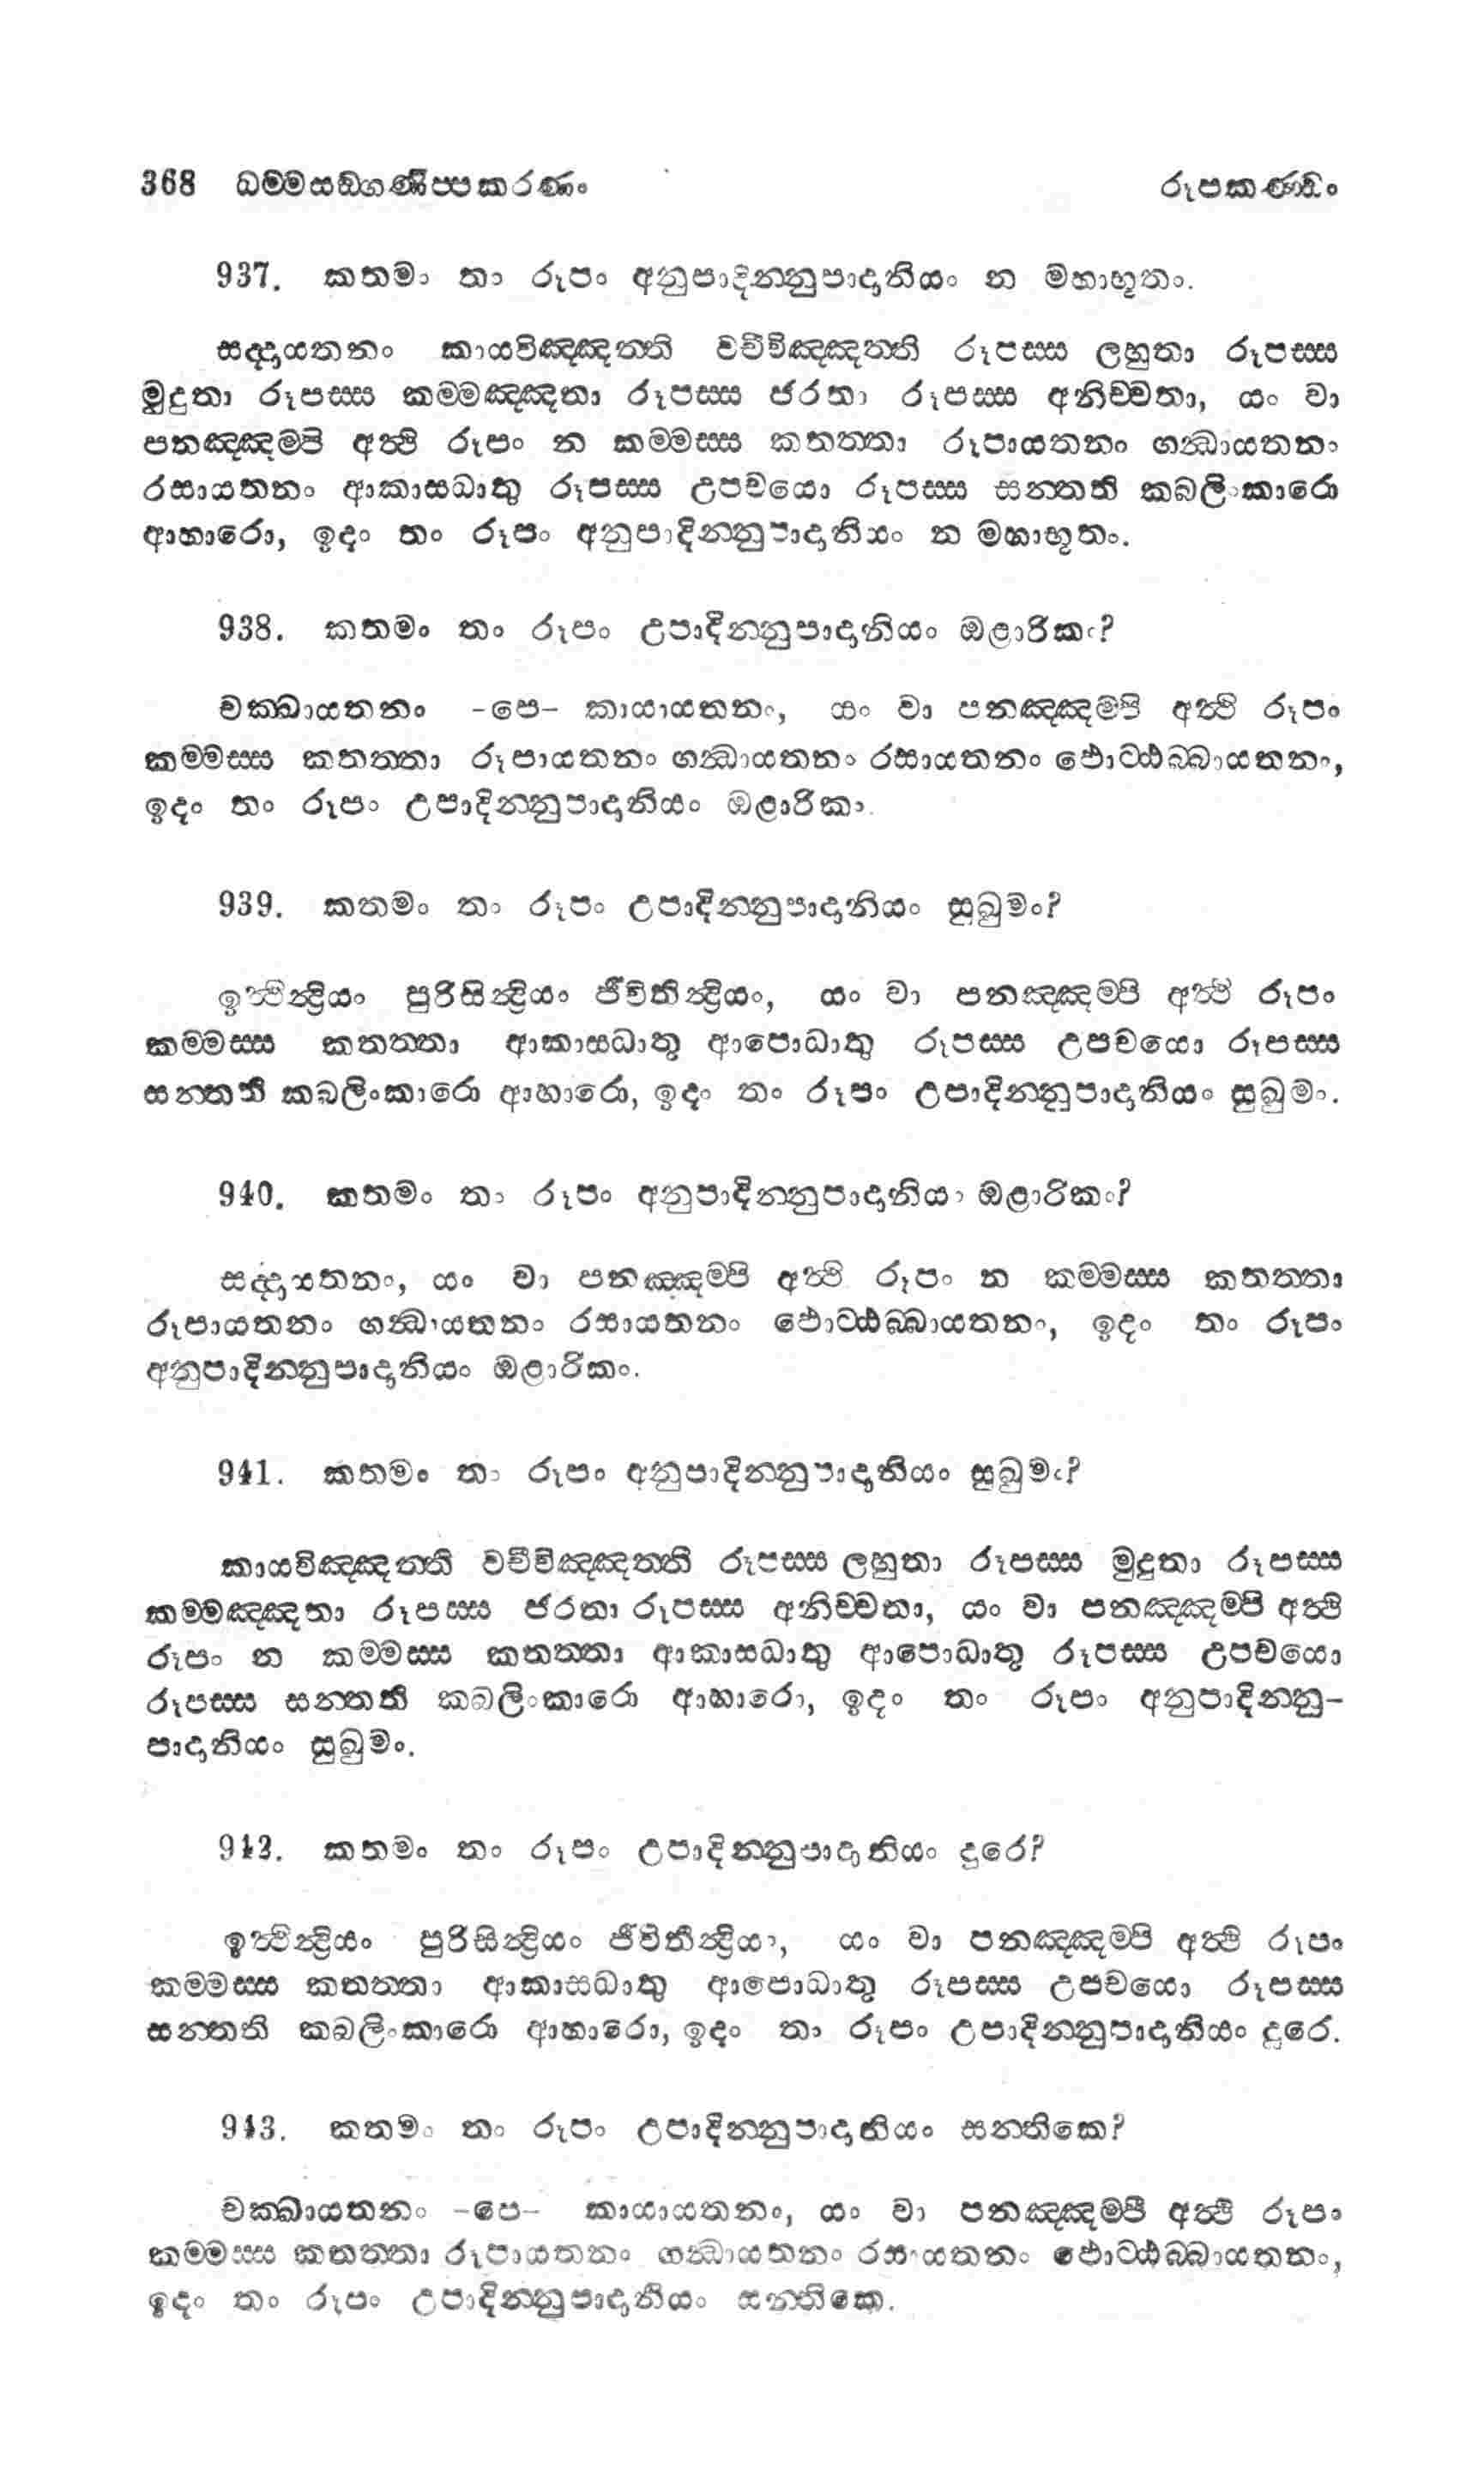 368 ධම්මසඞ්ගණිප්පකරණං රූපකණ්ඩං
937. කතමං තං රූපං අනුපාදින්නුපාදානියං න මහාභූතං.
සද්දායතනං කායවිඤ්ඤත්ති වචීවිඤ්ඤත්ති රූපස්ස ලහුතා රූපස්ස
මුදුතා රූපස්ස කම්මඤ්ඤතා රූපස්ස ජරතා රූපස්ස අනිච්චතා, යං වා
පනඤ්ඤම්පි අත්ථි රූපං න කම්මස්ස කතත්තා රූපායතනං ගන්ධායතනං
රසායතනං ආකාසධාතු රූපස්ස උපචයො රූපස්ස සන්තති කබලිංකාරො
ආහාරො, ඉදං තං රූපං අනුපාදින්නුපාදානියං න මහාභූතං.
938. කතමං තං රූපං උපාදින්නුපාදානියං ඔළාරිකං?
චක්ඛායතනං -පෙ- කායායතනං, යං වා පනඤ්ඤම්පි අත්ථි රූපං
කම්මස්ස කතත්තා රූපායතනං ගන්ධායතනං රසායතනං ඵොට්ඨබ්බායතනං,
ඉදං තං රූපං උපාදින්නුපාදානියං ඔළාරිකං.
939. කතමං තං රූපං උපාදින්නුපාදානියං සුඛුමං?
ඉත්ථින්ද්‍රියං පුරිසින්ද්‍රියං ජීවිතින්ද්‍රියං, යං වා පනඤ්ඤම්පි අත්ථි රූපං
කම්මස්ස කතත්තා ආකාසධාතු ආපොධාතු රූපස්ස උපචයො රූපස්ස
සන්තති කබලිංකාරො ආහාරො, ඉදං තං රූපං උපාදින්නුපාදානියං සුඛුමං.
940. කතමං තං රූපං අනුපාදින්නුපාදානියං ඔළාරිකං?
සද්දායතනං, යං වා පනඤ්ඤම්පි අත්ථි රූපං න කම්මස්ස කතත්තා
රූපායතනං ගන්ධායතනං රසායතනං ඵොට්ඨබ්බායතනං, ඉදං තං රූපං
අනුපාදින්නුපාදානියං ඔළාරිකං.
941. කතමං තං රූපං අනුපාදින්නුපාදානියං සුඛුමං?
කායවිඤ්ඤත්ති වචීවිඤ්ඤත්ති රූපස්ස ලහුතා රූපස්ස මුදුතා රූපස්ස
කම්මඤ්ඤතා රූපස්ස ජරතා රූපස්ස අනිච්චතා, යං වා පනඤ්ඤම්පි අත්ථි
රූපං න කම්මස්ස කතත්තා ආකාසධාතු ආපොධාතු රූපස්ස උපචයො
රූපස්ස සන්තති කබලිංකාරො ආහාරො, ඉදං තං රූපං අනුපාදින්නු-
පාදානියං සුඛුමං.
942. කතමං තං රූපං උපාදින්නුපාදානියං දූරෙ?
ඉත්ථින්ද්‍රියං පුරිසින්ද්‍රියං ජීවිතින්ද්‍රියං, යං වා පනඤ්ඤම්පි අත්ථි රූපං
කම්මස්ස කතත්තා ආකාසධාතු ආපොධාතු රූපස්ස උපචයො රූපස්ස
සන්තති කබලිංකාරො ආහාරො, ඉදං තං රූපං උපාදින්නුපාදානියං දූරෙ.
943. කතමං තං රූපං උපාදින්නුපාදානියං සන්තිකෙ?
චක්ඛායතනං -පෙ- කායායතනං, යං වා පනඤ්ඤම්පි අත්ථි රූපං
කම්මස්ස කතත්තා රූපායතනං ගන්ධායතනං රසායතනං ඵොට්ඨබ්බායතනං,
ඉදං තං රූපං උපාදින්නුපාදානියං සන්තිකෙ.